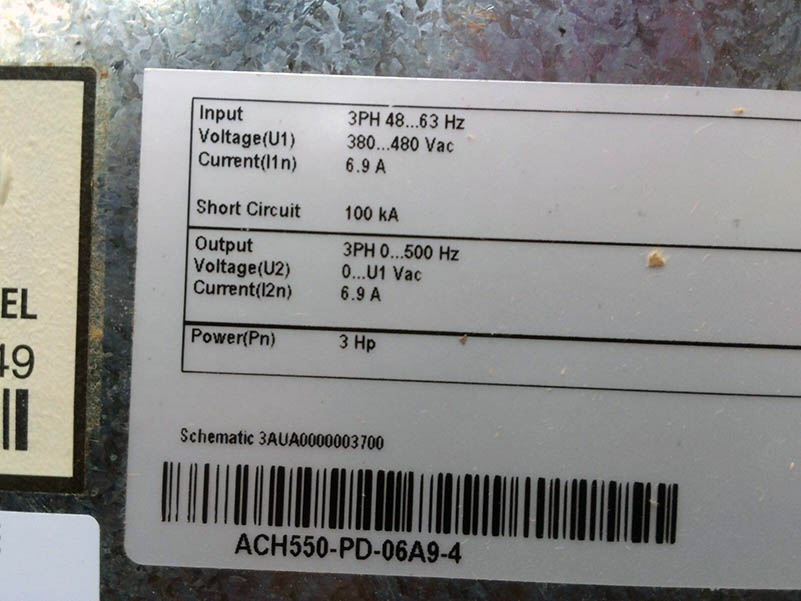 Input 3PH 48...63 Hz
Voltage(U1) 380...480 Vac
Current(I1n) 6.9 A
Short Circuit 100 kA
Output 3PH 0...500 Hz
Voltage(U2) 0...U1 Vac
Current(I2n) 6.9 A
Power(Pn) 3 Hp
Schematic 3AUA0000003700
ACH550-PD-06A9-4
EL
49